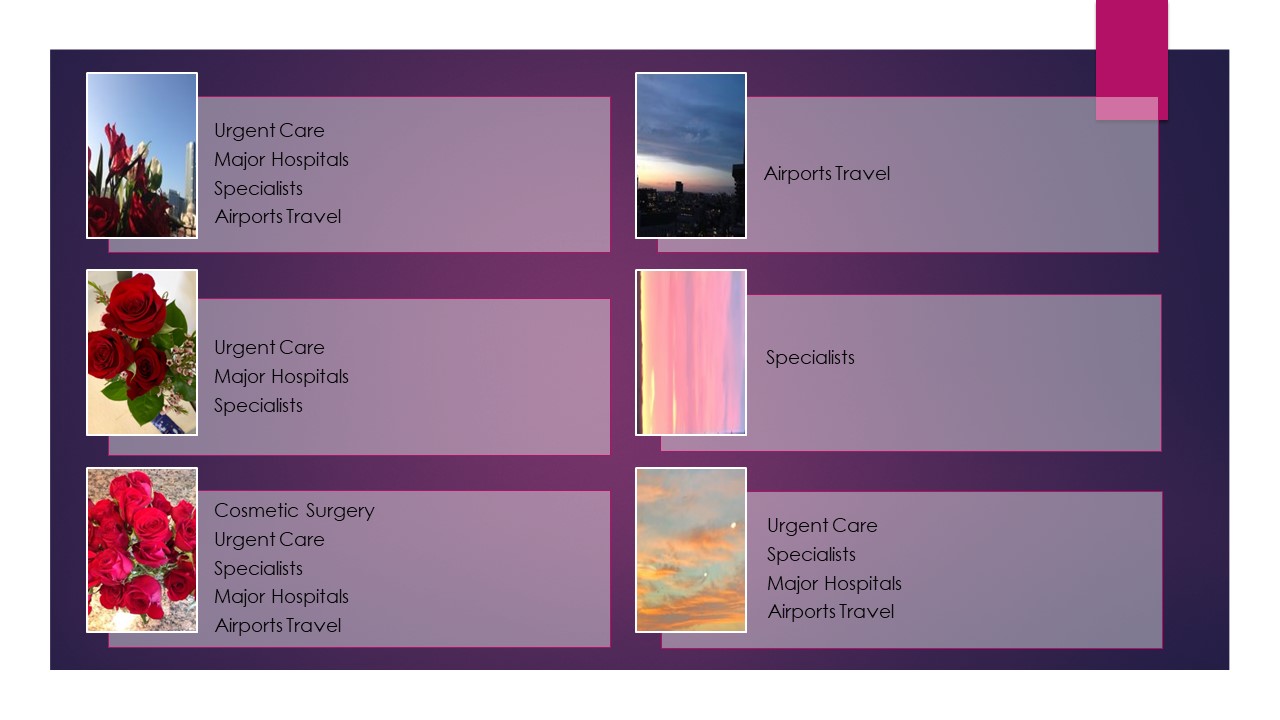 Urgent Care
Major Hospitals
Specialists
Airports Travel
Airports Travel
Urgent Care
Major Hospitals
Specialists
Specialists
Cosmetic Surgery
Urgent Care
Specialists
Major Hospitals
Airports Travel
Urgent Care
Specialists
Major Hospitals
Airports Travel